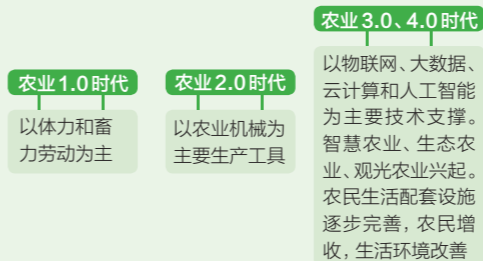 农业1.0时代
以体力和畜
力劳动为主
农业2.0时代
以农业机械为
主要生产工具
农业3.0、4.0时代
以物联网、大数据、
云计算和人工智能
为主要技术支撑。
智慧农业、生态农
业、观光农业兴起。
农民生活配套设施
逐步完善，农民增
收，生活环境改善